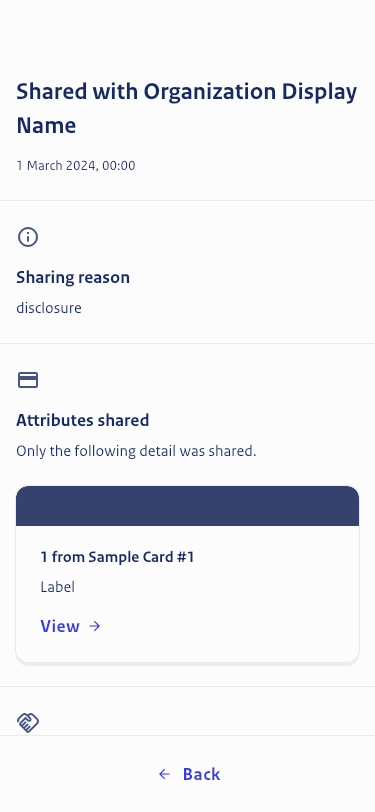 Shared with Organization Display
Name
1 March 2024, 00:00
Sharing reason
disclosure
Attributes shared
Only the following detail was shared.
1 from Sample Card #1
Label
View
Back